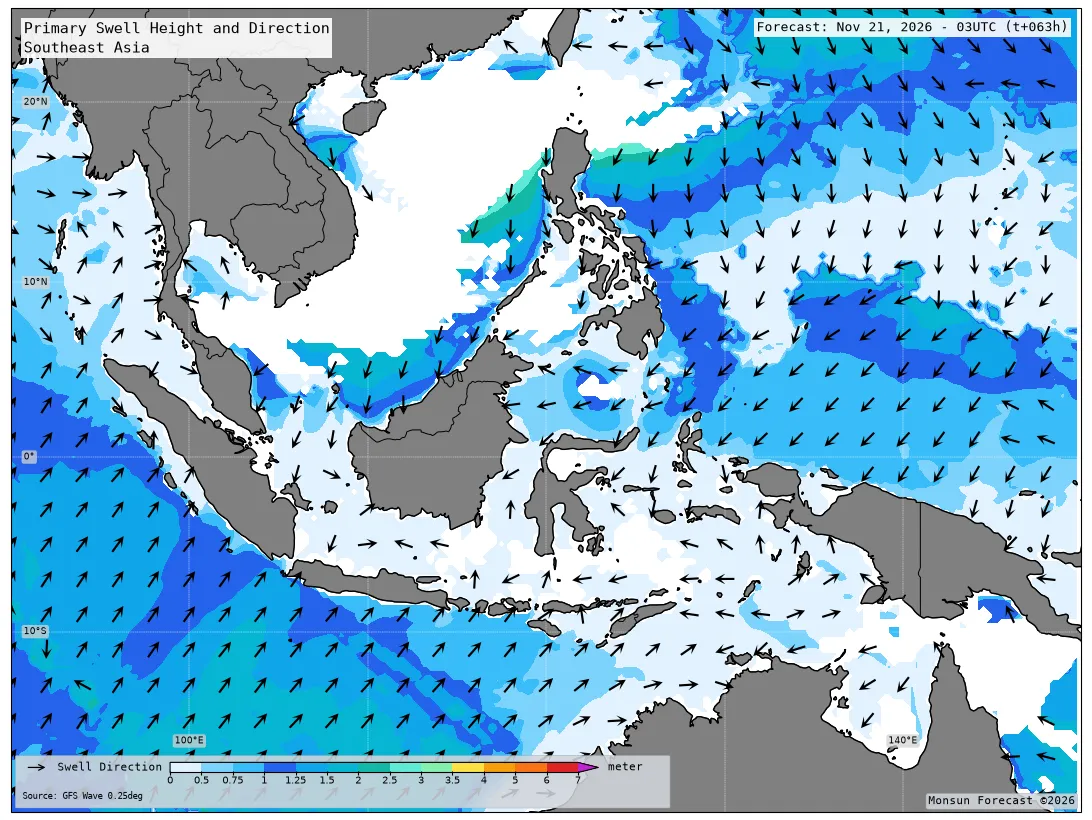 Primary Swell Height and Direction
Southeast Asia
Forecast: Nov 21, 2026 - 03UTC (t+063h)
20°N
10°N
0°
10°S
100°E
140°E
Swell Direction
meter
0 0.5 0.75 1 1.25 1.5 2 2.5 3 3.5 4 5 6 7
Source: GFS Wave 0.25deg
Monsun Forecast ©2026